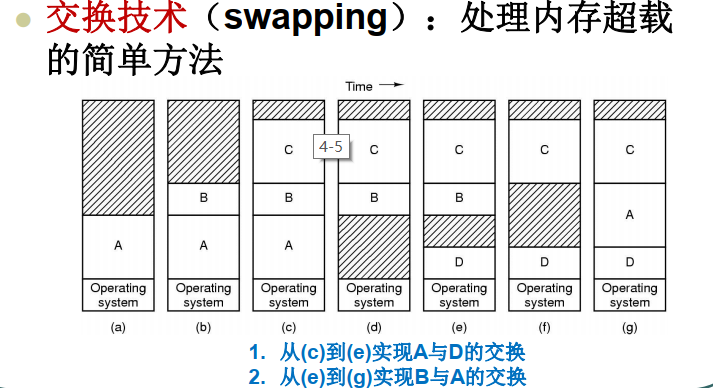 交换技术（swapping）：处理内存超载
的简单方法
Time
C C C C C
4-5
B B B B
A A A A
D D D
Operating system Operating system Operating system Operating system Operating system Operating system Operating system
(a) (b) (c) (d) (e) (f) (g)
1. 从(c)到(e)实现A与D的交换
2. 从(e)到(g)实现B与A的交换